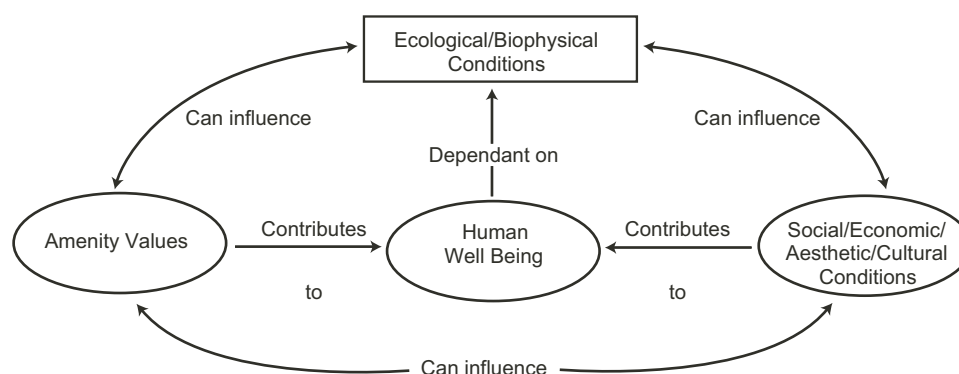 Ecological/Biophysical
Conditions
Can influence
Can influence
Dependant on
Amenity Values
Contributes
to
Human
Well Being
Contributes
to
Social/Economic/
Aesthetic/Cultural
Conditions
Can influence